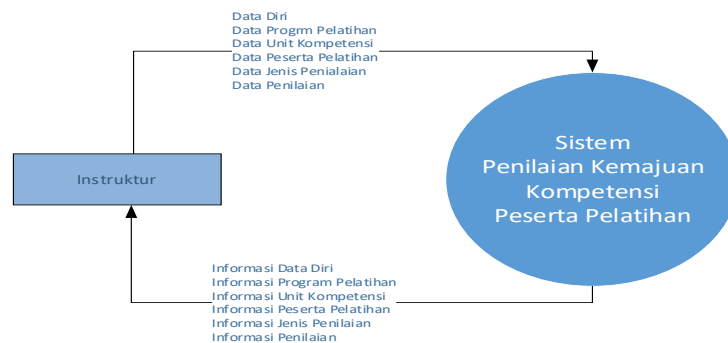 Data Diri
Data Progrm Pelatihan
Data Unit Kompetensi
Data Peserta Pelatihan
Data Jenis Penialaian
Data Penilaian
Sistem
Penilaian Kemajuan
Kompetensi
Peserta Pelatihan
Instruktur
Informasi Data Diri
Informasi Program Pelatihan
Informasi Unit Kompetensi
Informasi Peserta Pelatihan
Informasi Jenis Penilaian
Informasi Penilaian